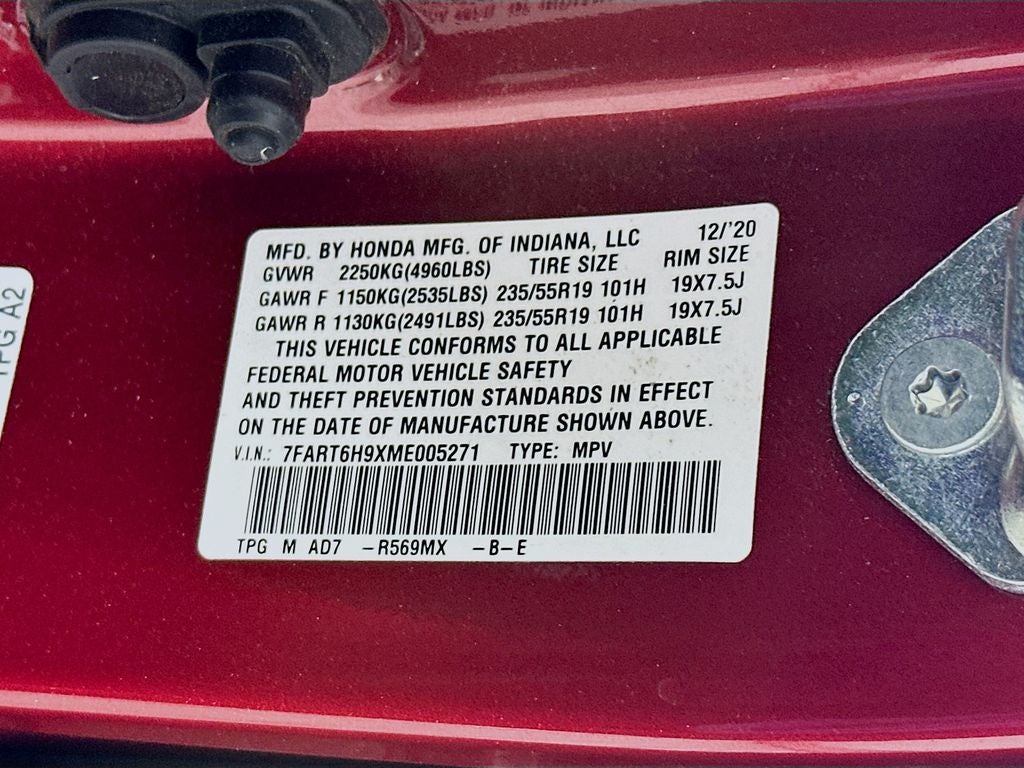 MFD. BY HONDA MFG. OF INDIANA, LLC 12/'20
GVWR 2250KG(4960LBS) TIRE SIZE RIM SIZE
GAWR F 1150KG(2535LBS) 235/55R19 101H 19X7.5J
GAWR R 1130KG(2491LBS) 235/55R19 101H 19X7.5J
THIS VEHICLE CONFORMS TO ALL APPLICABLE
FEDERAL MOTOR VEHICLE SAFETY
AND THEFT PREVENTION STANDARDS IN EFFECT
ON THE DATE OF MANUFACTURE SHOWN ABOVE.
V.I.N.: 7FART6H9XME005271 TYPE: MPV
TPG M AD7 -R569MX -B-E
TPG A2